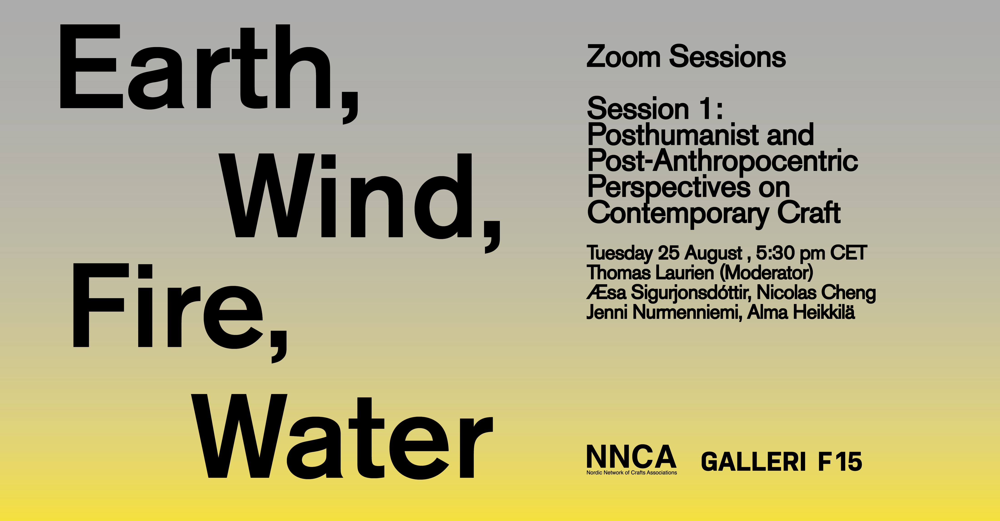 Earth,
Wind,
Fire,
Water
Zoom Sessions
Session 1:
Posthumanist and
Post-Anthropocentric
Perspectives on
Contemporary Craft
Tuesday 25 August , 5:30 pm CET
Thomas Laurien (Moderator)
Æsa Sigurjonsdóttir, Nicolas Cheng
Jenni Nurmenniemi, Alma Heikkilä
NNCA
Nordic Network of Crafts Associations
GALLERI F15